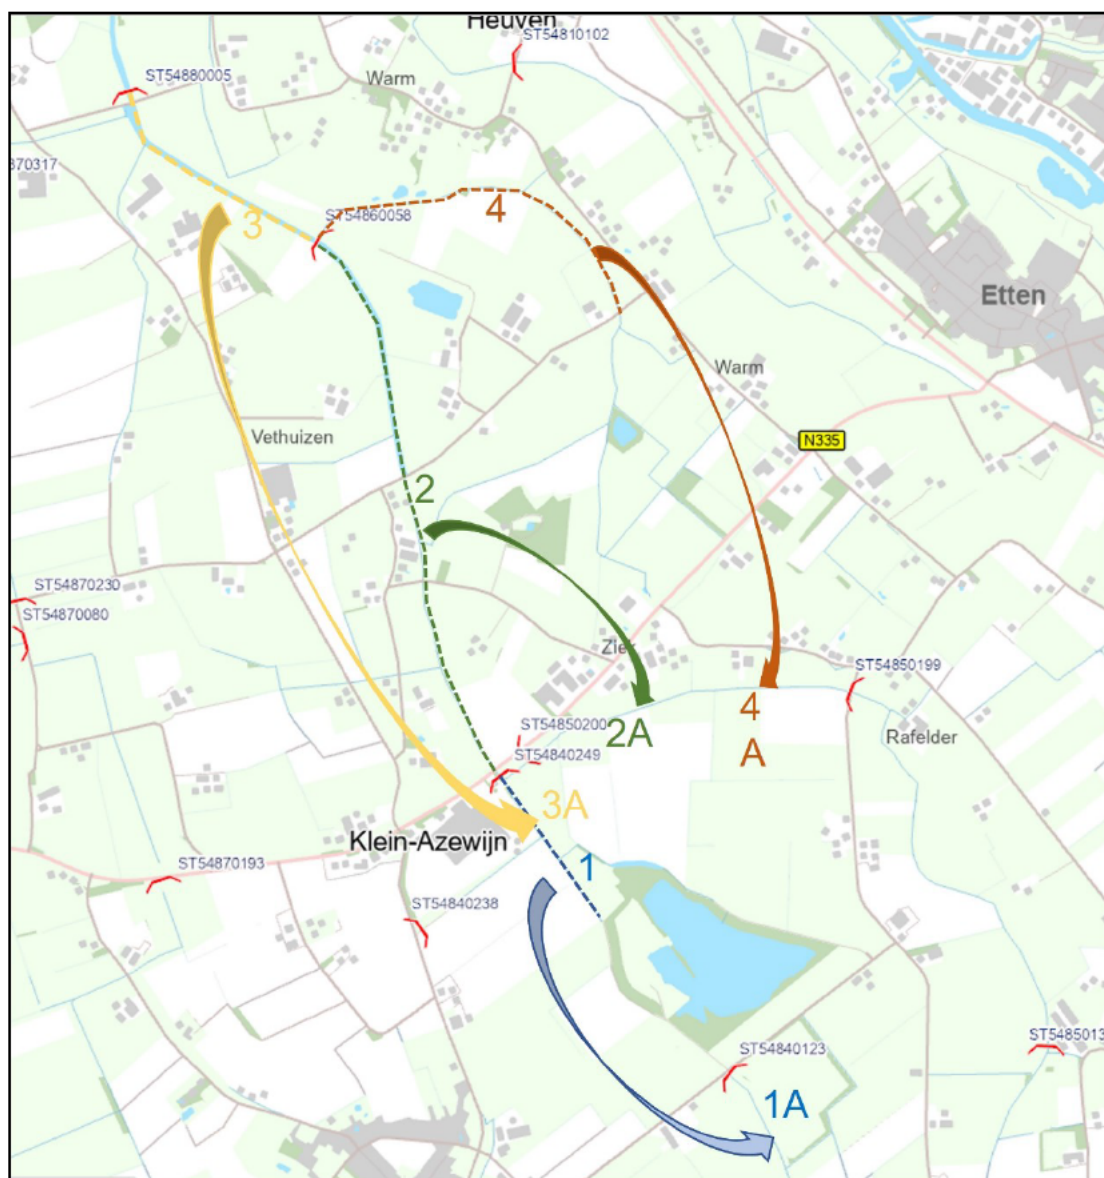 Heuven
ST54810102
ST54880005
Warm
870317
ST54860058
3
4
Etten
Warm
N335
Vethuizen
2
ST54870230
ST54870080
Ziek
ST54850199
4
A
2A
ST54850200
ST54840249
Rafelder
3A
Klein-Azewijn
1
ST54870193
ST54840238
ST5485013
ST54840123
1A